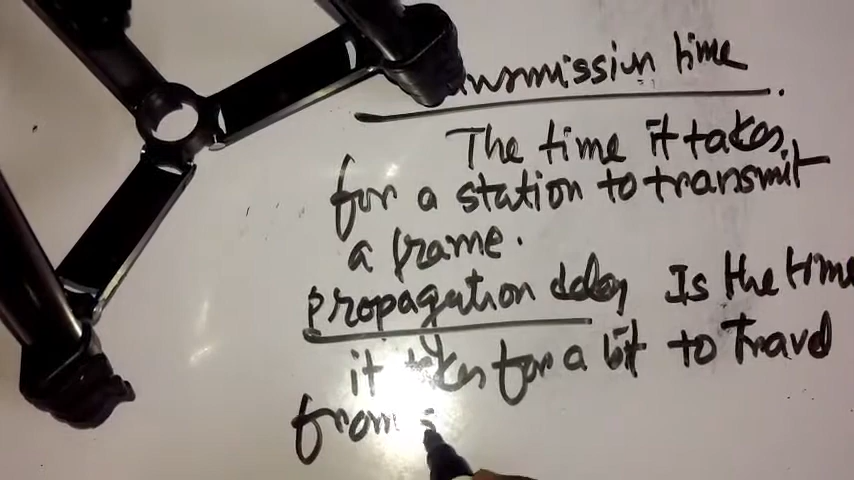 nsmission time
The time it takes
for a station to transmit
a frame.
propagation delay Is the time
it takes for a bit to Travel
from